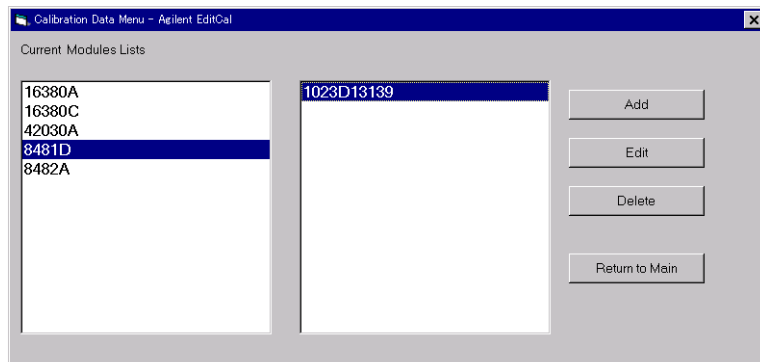 Calibration Data Menu - Agilent EditCal
Current Modules Lists
16380A
16380C
42030A
8481D
8482A
1023D13139
Add
Edit
Delete
Return to Main